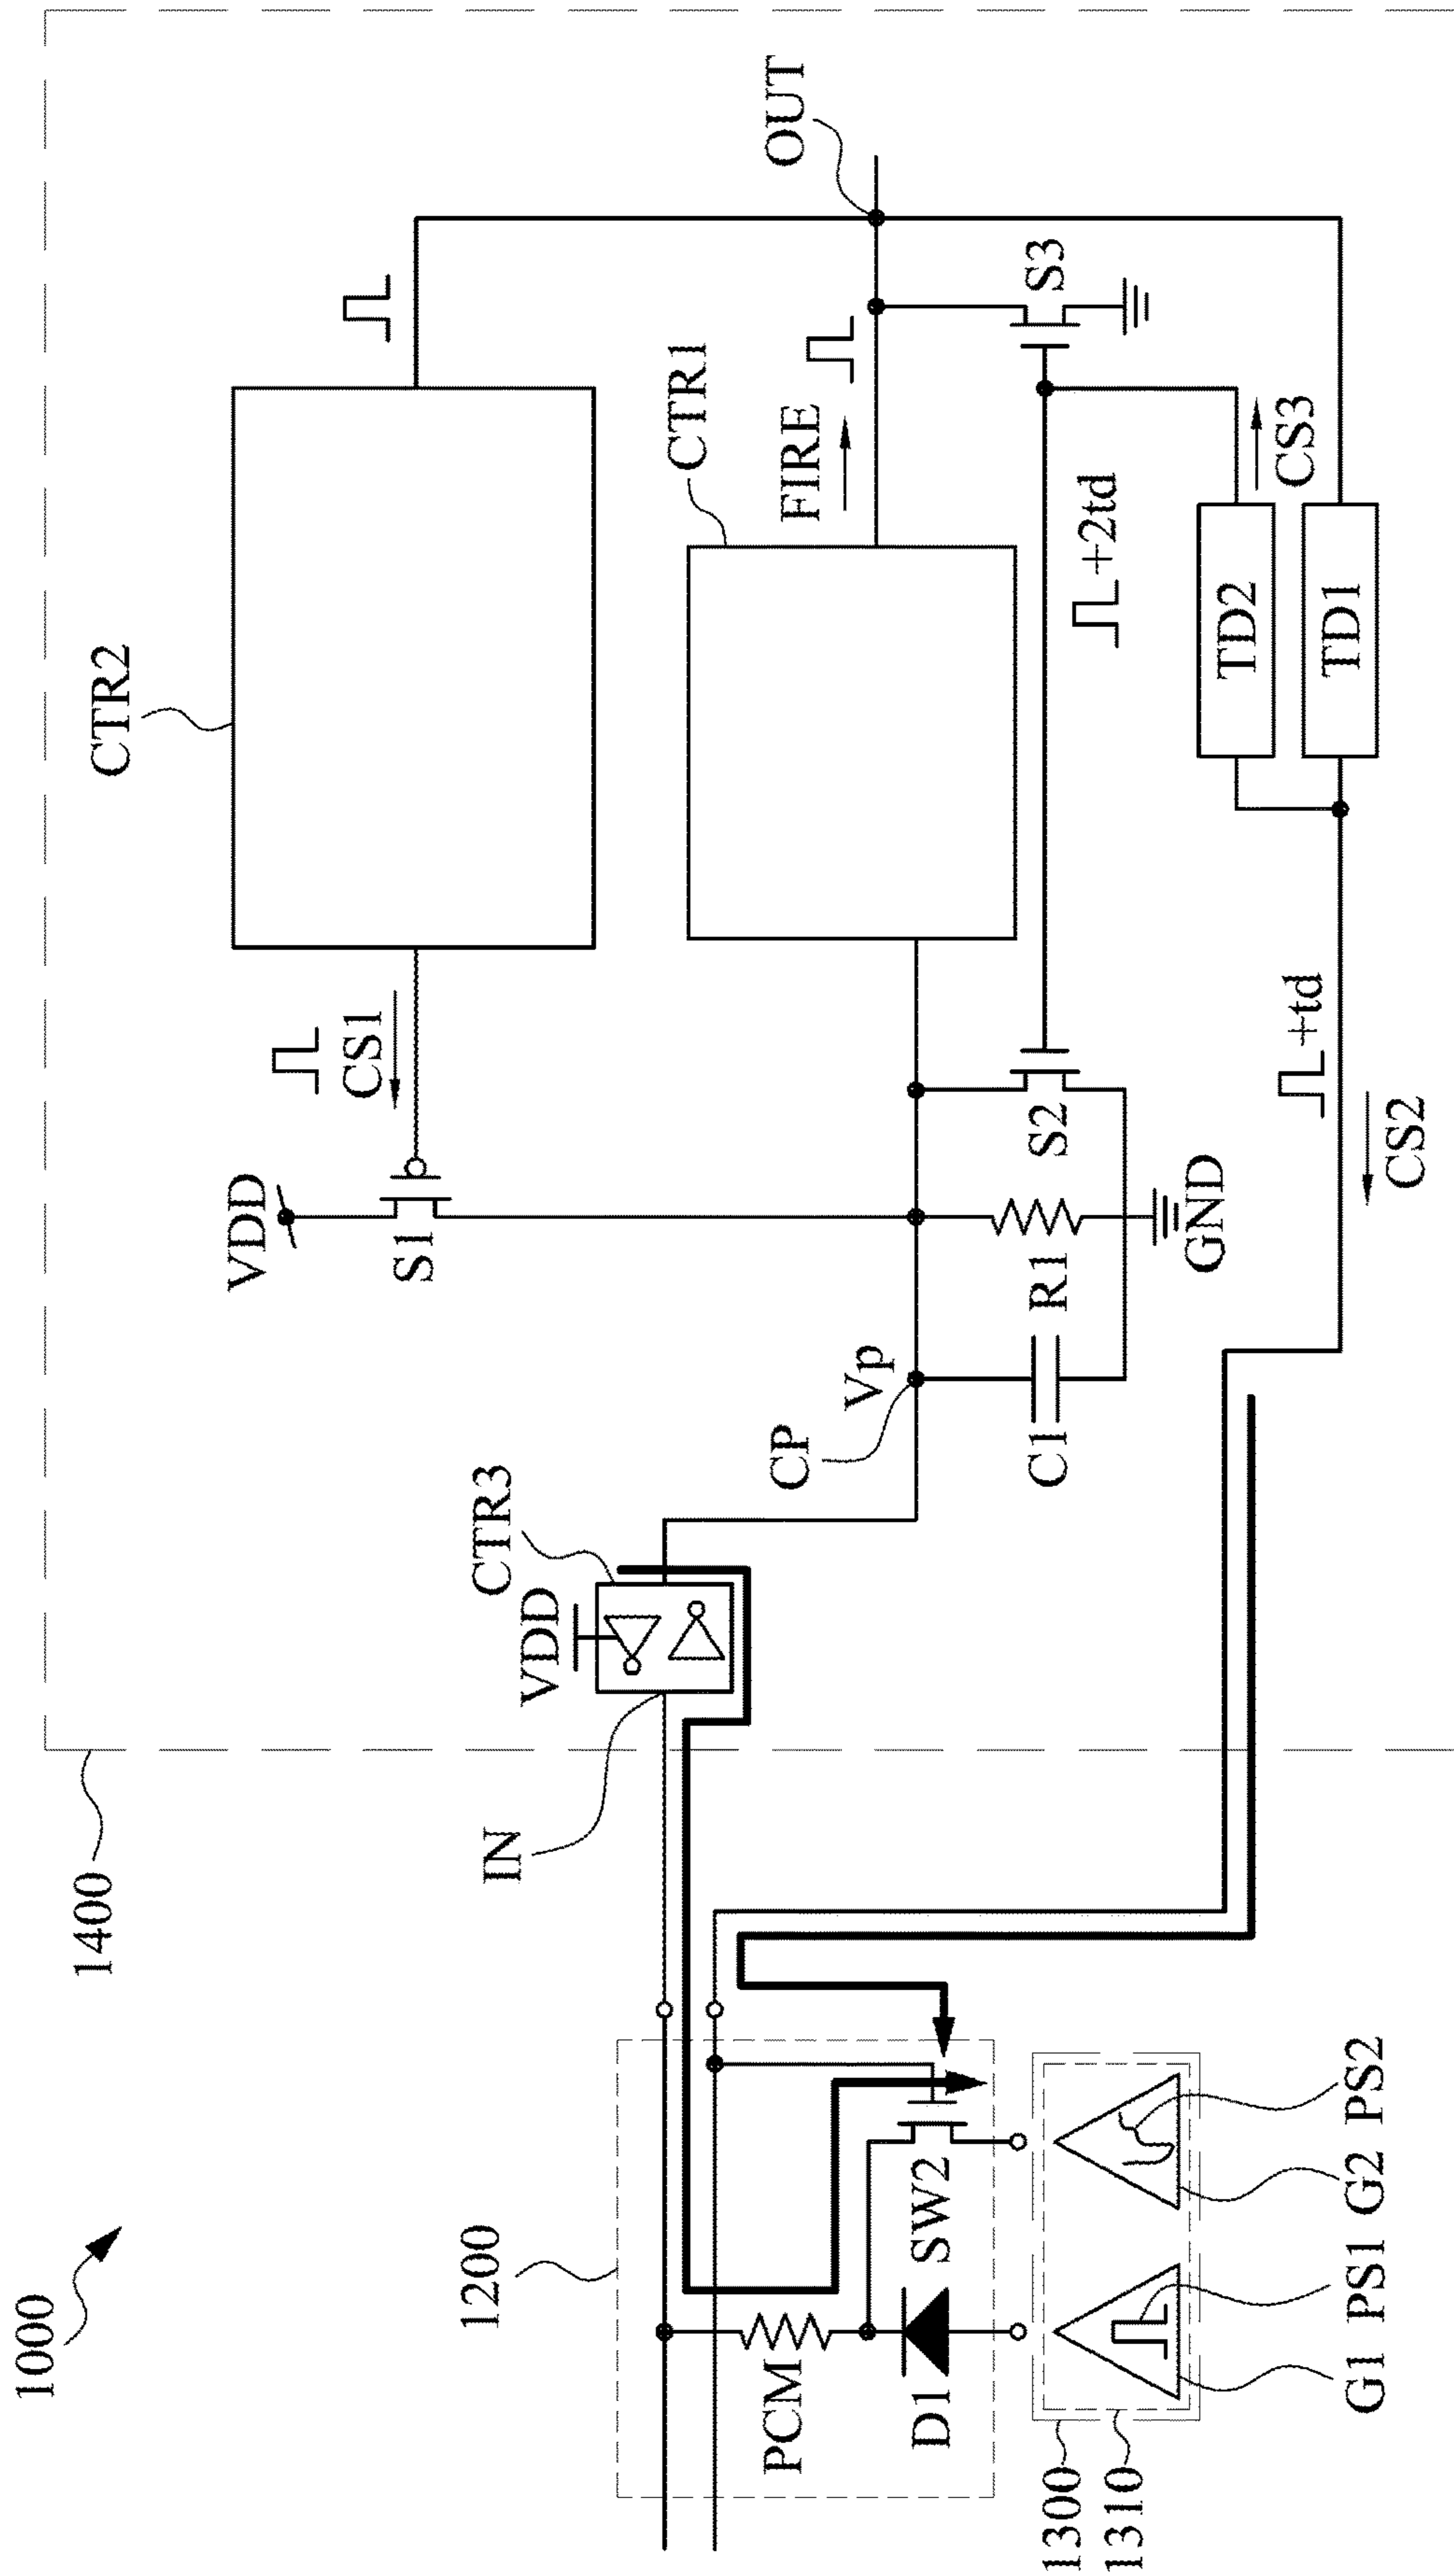 1000
1400
CTR2
VDD
S1
CS1
CTR3
VDD
IN
CP
Vp
CTR1
FIRE
OUT
C1
R1
GND
S2
S3
+2td
TD2
CS3
TD1
+td
CS2
1200
PCM
D1
SW2
1300
1310
G1
PS1
G2
PS2